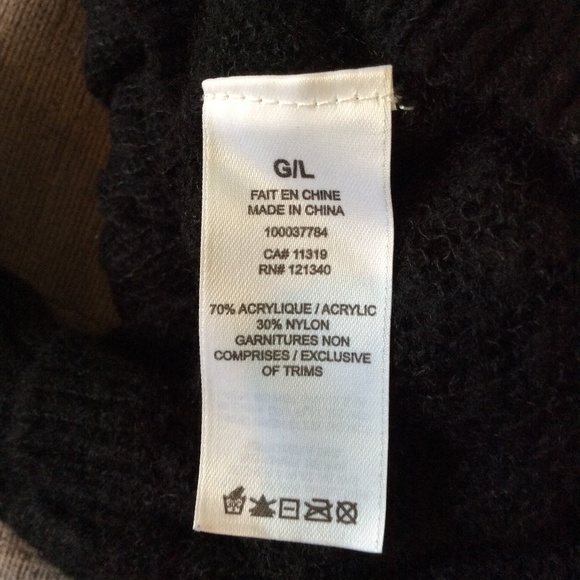 G/L
FAIT EN CHINE
MADE IN CHINA
100037784
CA# 11319
RN# 121340
70% ACRYLIQUE / ACRYLIC
30% NYLON
GARNITURES NON
COMPRISES / EXCLUSIVE
OF TRIMS